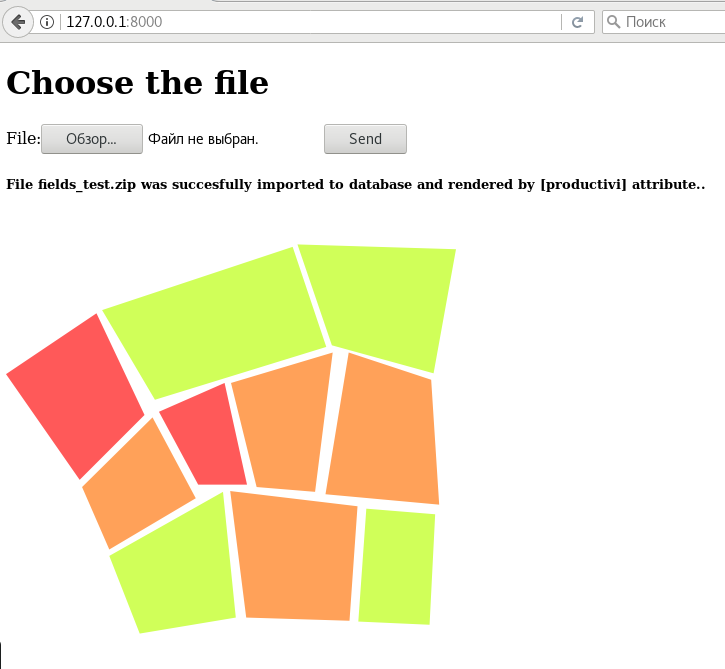 127.0.0.1:8000
Поиск
Choose the file
File: Обзор... Файл не выбран. Send
File fields_test.zip was succesfully imported to database and rendered by [productivi] attribute..